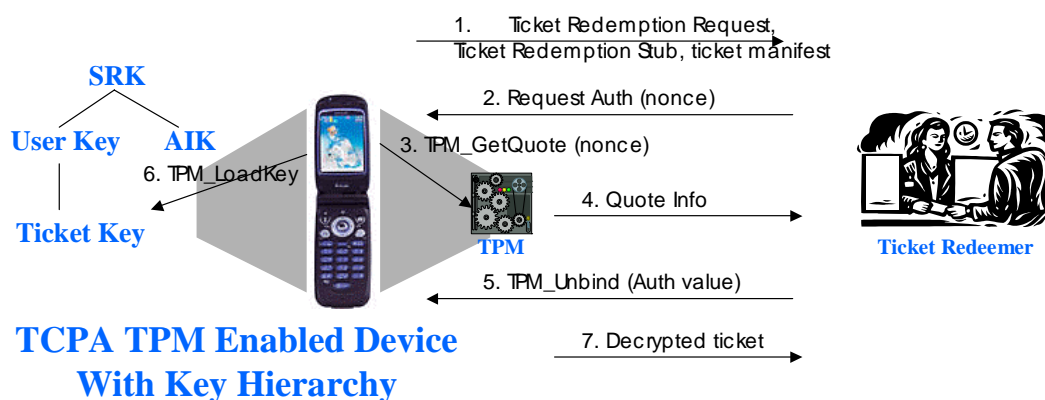 1. Ticket Redemption Request,
Ticket Redemption Stub, ticket manifest
SRK
2. Request Auth (nonce)
User Key
AIK
3. TPM_GetQuote (nonce)
6. TPM_LoadKey
4. Quote Info
Ticket Key
TPM
Ticket Redeemer
5. TPM_Unbind (Auth value)
TCPA TPM Enabled Device
With Key Hierarchy
7. Decrypted ticket